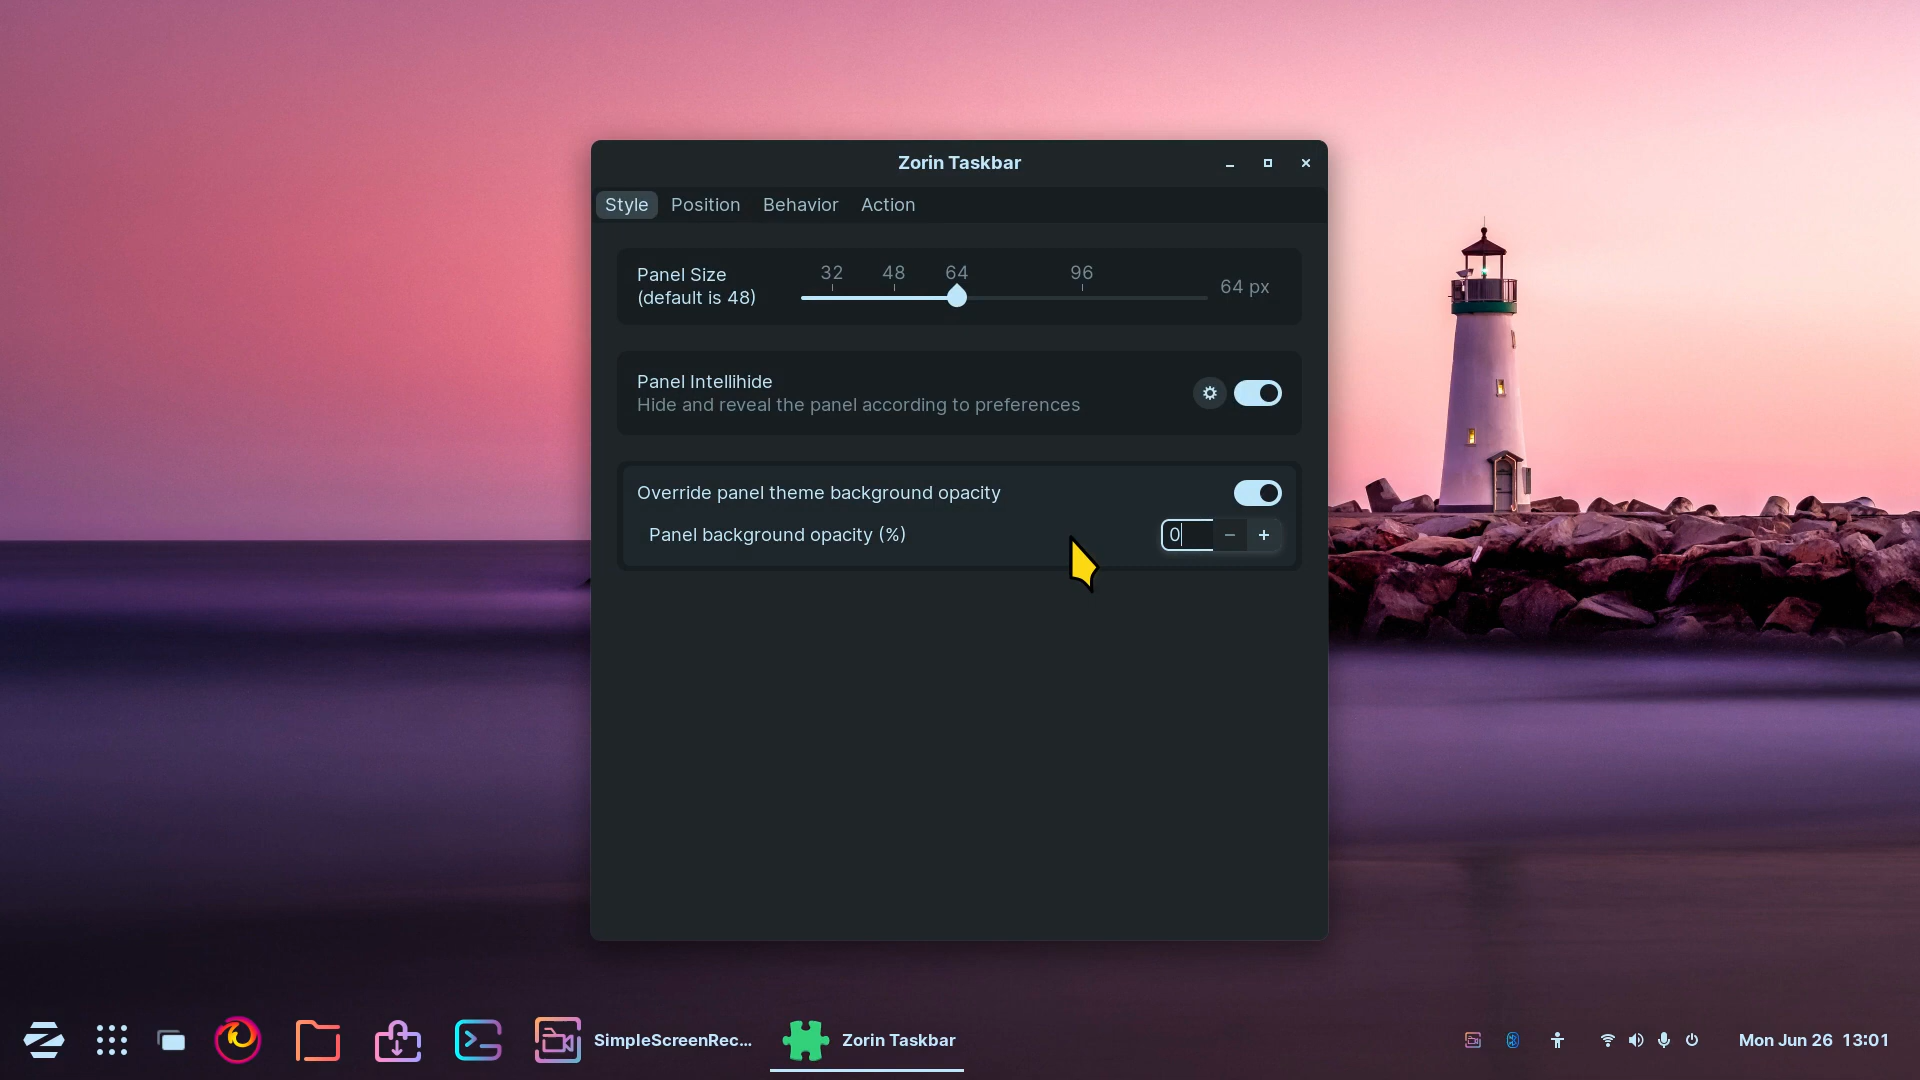 Zorin Taskbar
Style Position Behavior Action
32 48 64 96
Panel Size
(default is 48)
64 px
Panel Intellihide
Hide and reveal the panel according to preferences
Override panel theme background opacity
Panel background opacity (%)
0
SimpleScreenRec...
Zorin Taskbar
Mon Jun 26 13:01